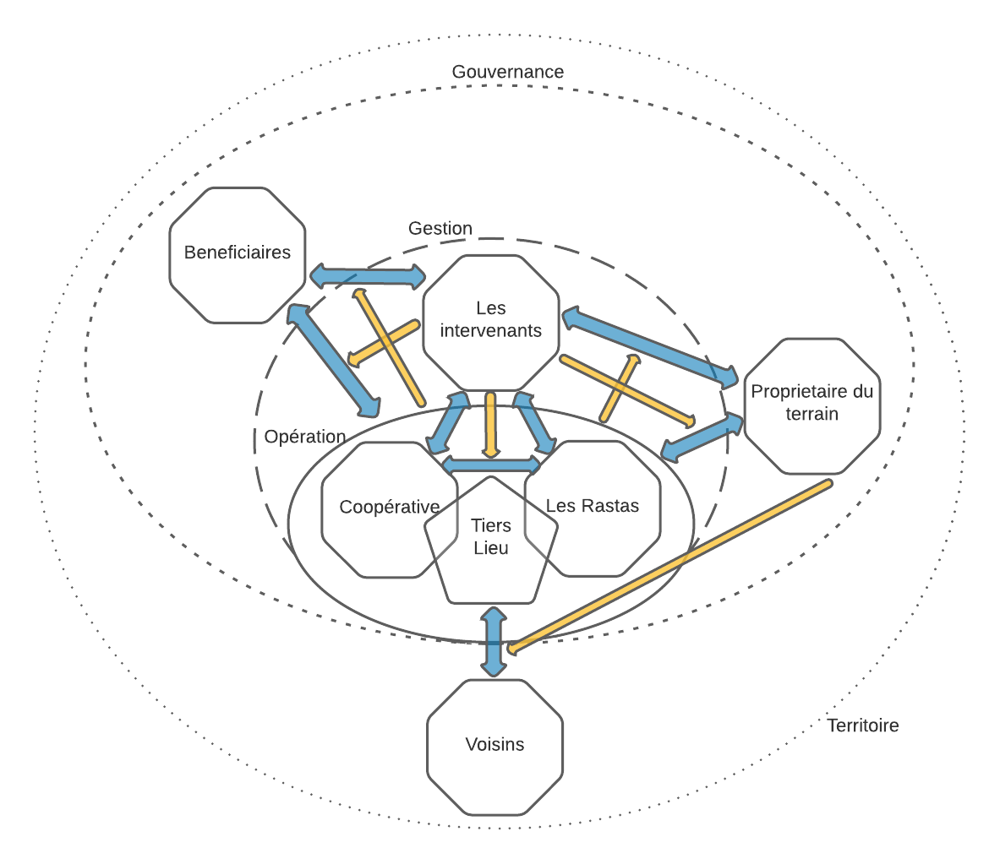 Gouvernance
Gestion
Beneficiaires
Les
intervenants
Proprietaire du
terrain
Opération
Coopérative
Les Rastas
Tiers
Lieu
Territoire
Voisins